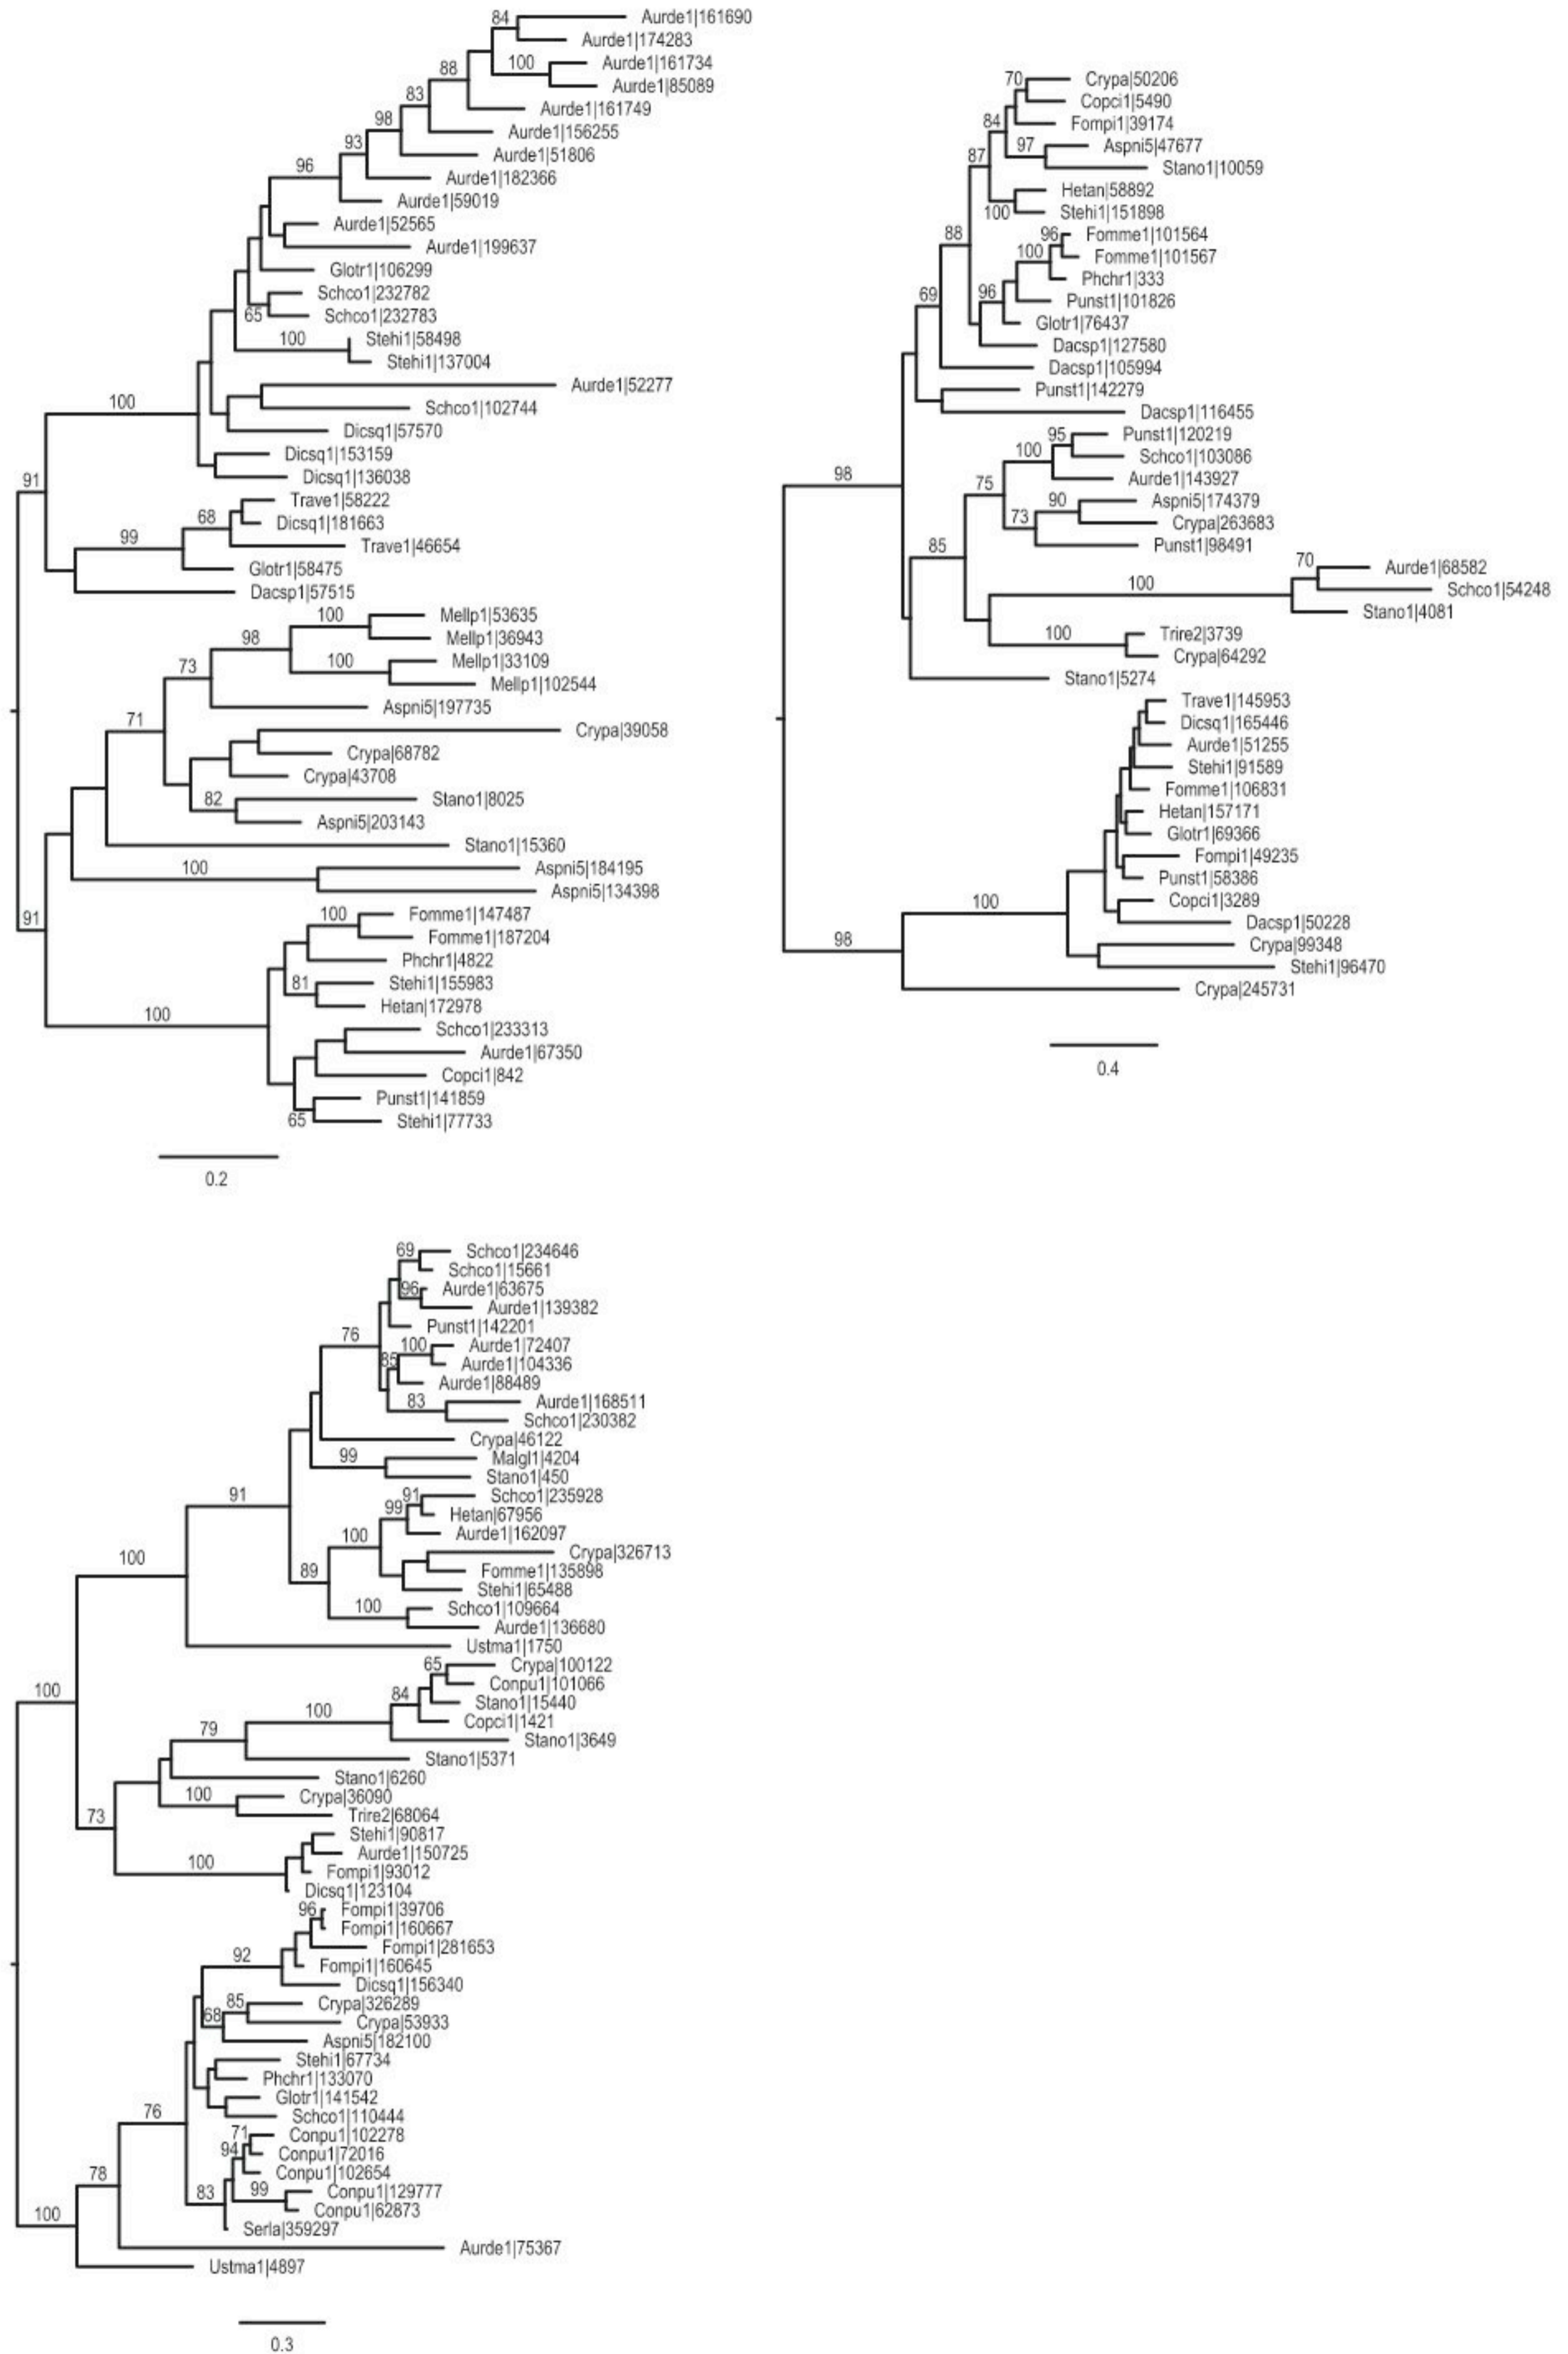 84
Aurde1|161690
Aurde1|174283
100
Aurde1|161734
Aurde1|85089
88
Aurde1|161749
83
Aurde1|156255
98
Aurde1|51806
93
Aurde1|182366
96
Aurde1|59019
Aurde1|52565
Aurde1|199637
Glotr1|106299
Schco1|232782
65
Schco1|232783
100
Stehi1|58498
Stehi1|137004
Aurde1|52277
100
Schco1|102744
Dicsq1|57570
Dicsq1|153159
Dicsq1|136038
91
Trave1|58222
68
Dicsq1|181663
99
Trave1|46654
Glotr1|58475
Dacsp1|57515
100
Mellp1|53635
98
Mellp1|36943
100
Mellp1|33109
73
Mellp1|102544
Aspni5|197735
71
Crypa|39058
Crypa|68782
Crypa|43708
82
Stano1|8025
Aspni5|203143
Stano1|15360
100
Aspni5|184195
Aspni5|134398
91
100
Fomme1|147487
Fomme1|187204
Phchr1|4822
81
Stehi1|155983
Hetan|172978
100
Schco1|233313
Aurde1|67350
Copci1|842
Punst1|141859
65
Stehi1|77733
0.2
70
Crypa|50206
Copci1|5490
84
Fompi1|39174
97
Aspni5|47677
87
Stano1|10059
Hetan|58892
100
Stehi1|151898
88
96
Fomme1|101564
100
Fomme1|101567
Phchr1|333
69
96
Punst1|101826
Glotr1|76437
Dacsp1|127580
Dacsp1|105994
Punst1|142279
Dacsp1|116455
95
Punst1|120219
100
Schco1|103086
98
75
Aurde1|143927
90
Aspni5|174379
73
Crypa|263683
85
Punst1|98491
70
Aurde1|68582
100
Schco1|54248
Stano1|4081
100
Trire2|3739
Crypa|64292
Stano1|5274
Trave1|145953
Dicsq1|165446
Aurde1|51255
Stehi1|91589
Fomme1|106831
Hetan|157171
Glotr1|69366
Fompi1|49235
Punst1|58386
100
Copci1|3289
Dacsp1|50228
98
Crypa|99348
Stehi1|96470
Crypa|245731
0.4
69
Schco1|234646
Schco1|15661
96
Aurde1|63675
Aurde1|139382
76
Punst1|142201
100
Aurde1|72407
85
Aurde1|104336
Aurde1|88489
83
Aurde1|168511
Schco1|230382
Crypa|46122
99
Malgl1|4204
Stano1|450
91
91
Schco1|235928
99
Hetan|67956
Aurde1|162097
100
Crypa|326713
100
89
Fomme1|135898
Stehi1|65488
100
Schco1|109664
Aurde1|136680
Ustma1|1750
65
Crypa|100122
Conpu1|101066
100
84
Stano1|15440
100
Copci1|1421
79
Stano1|3649
Stano1|5371
Stano1|6260
100
Crypa|36090
73
Trire2|68064
Stehi1|90817
Aurde1|150725
100
Fompi1|93012
Dicsq1|123104
96
Fompi1|39706
Fompi1|160667
Fompi1|281653
92
Fompi1|160645
Dicsq1|156340
85
Crypa|326289
68
Crypa|53933
Aspni5|182100
Stehi1|67734
Phchr1|133070
Glotr1|141542
76
Schco1|110444
71
Conpu1|102278
94
Conpu1|72016
Conpu1|102654
78
83
99
Conpu1|129777
Conpu1|62873
100
Serla|359297
Aurde1|75367
Ustma1|4897
0.3